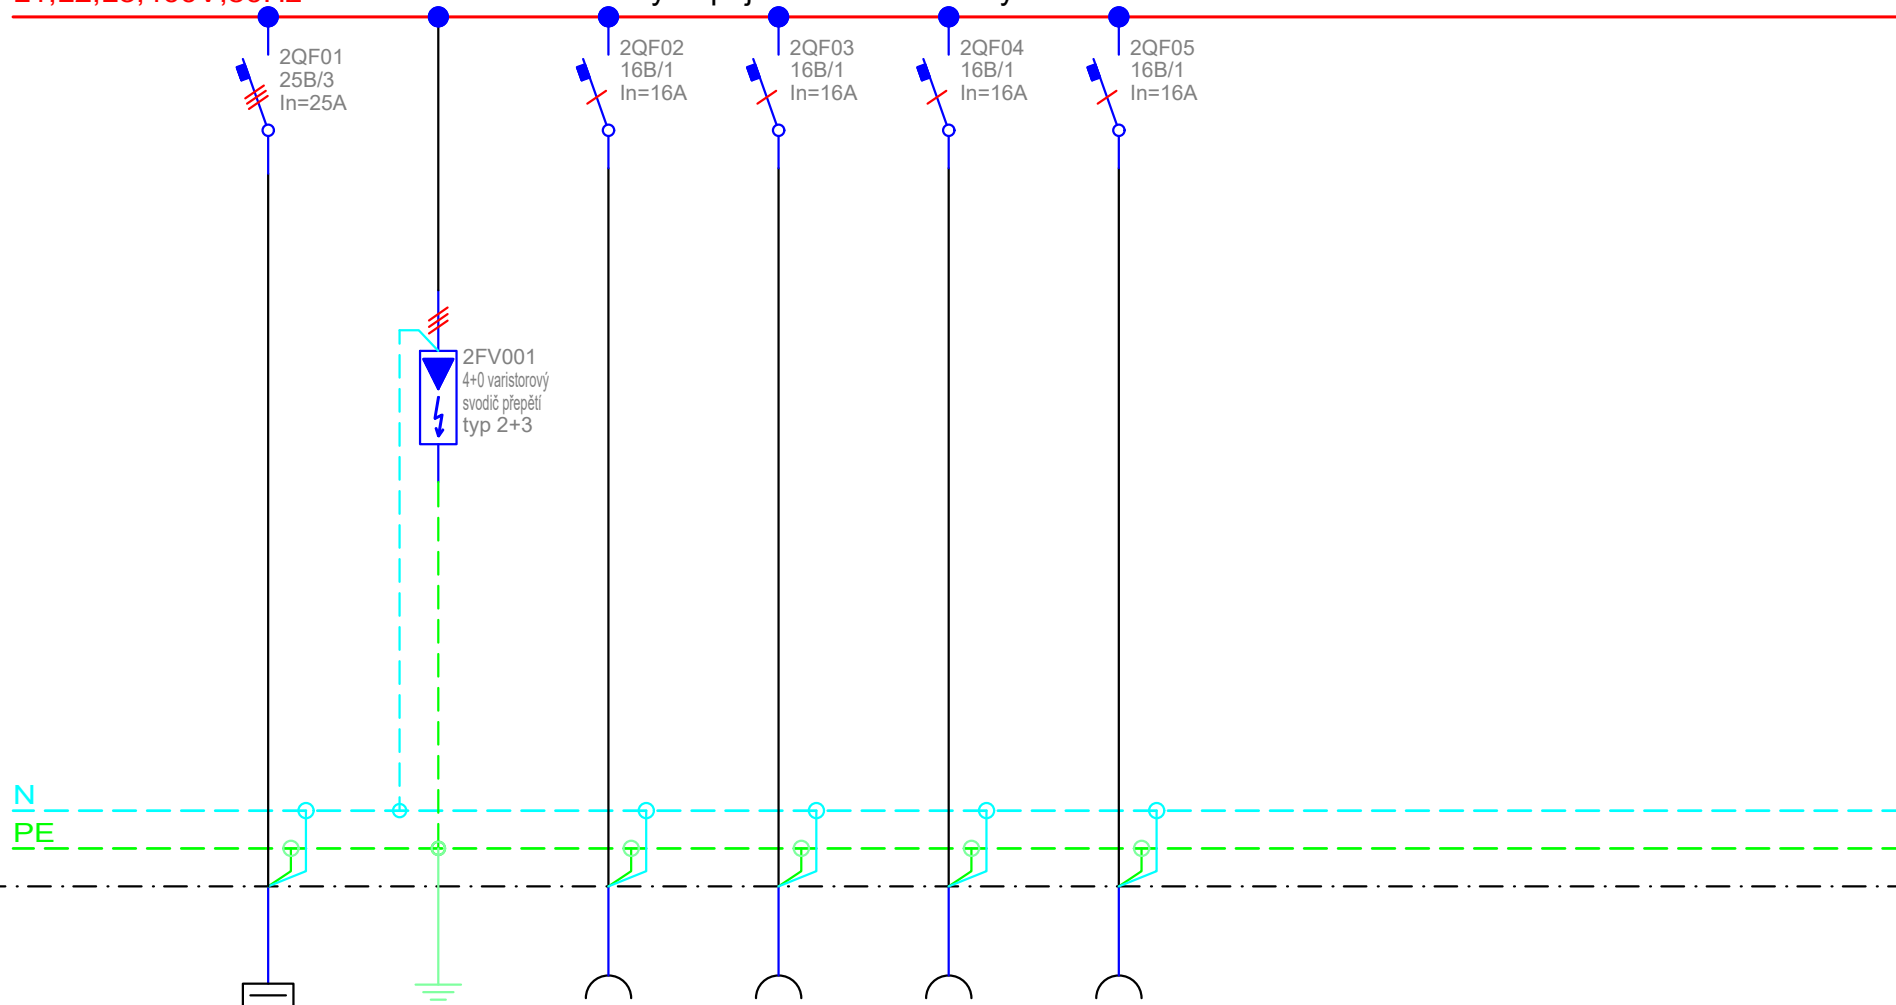 2QF01
25B/3
In=25A
2QF02
16B/1
In=16A
2QF03
16B/1
In=16A
2QF04
16B/1
In=16A
2QF05
16B/1
In=16A
2FV001
4+0 varistorový
svodič přepětí
typ 2+3
N
PE